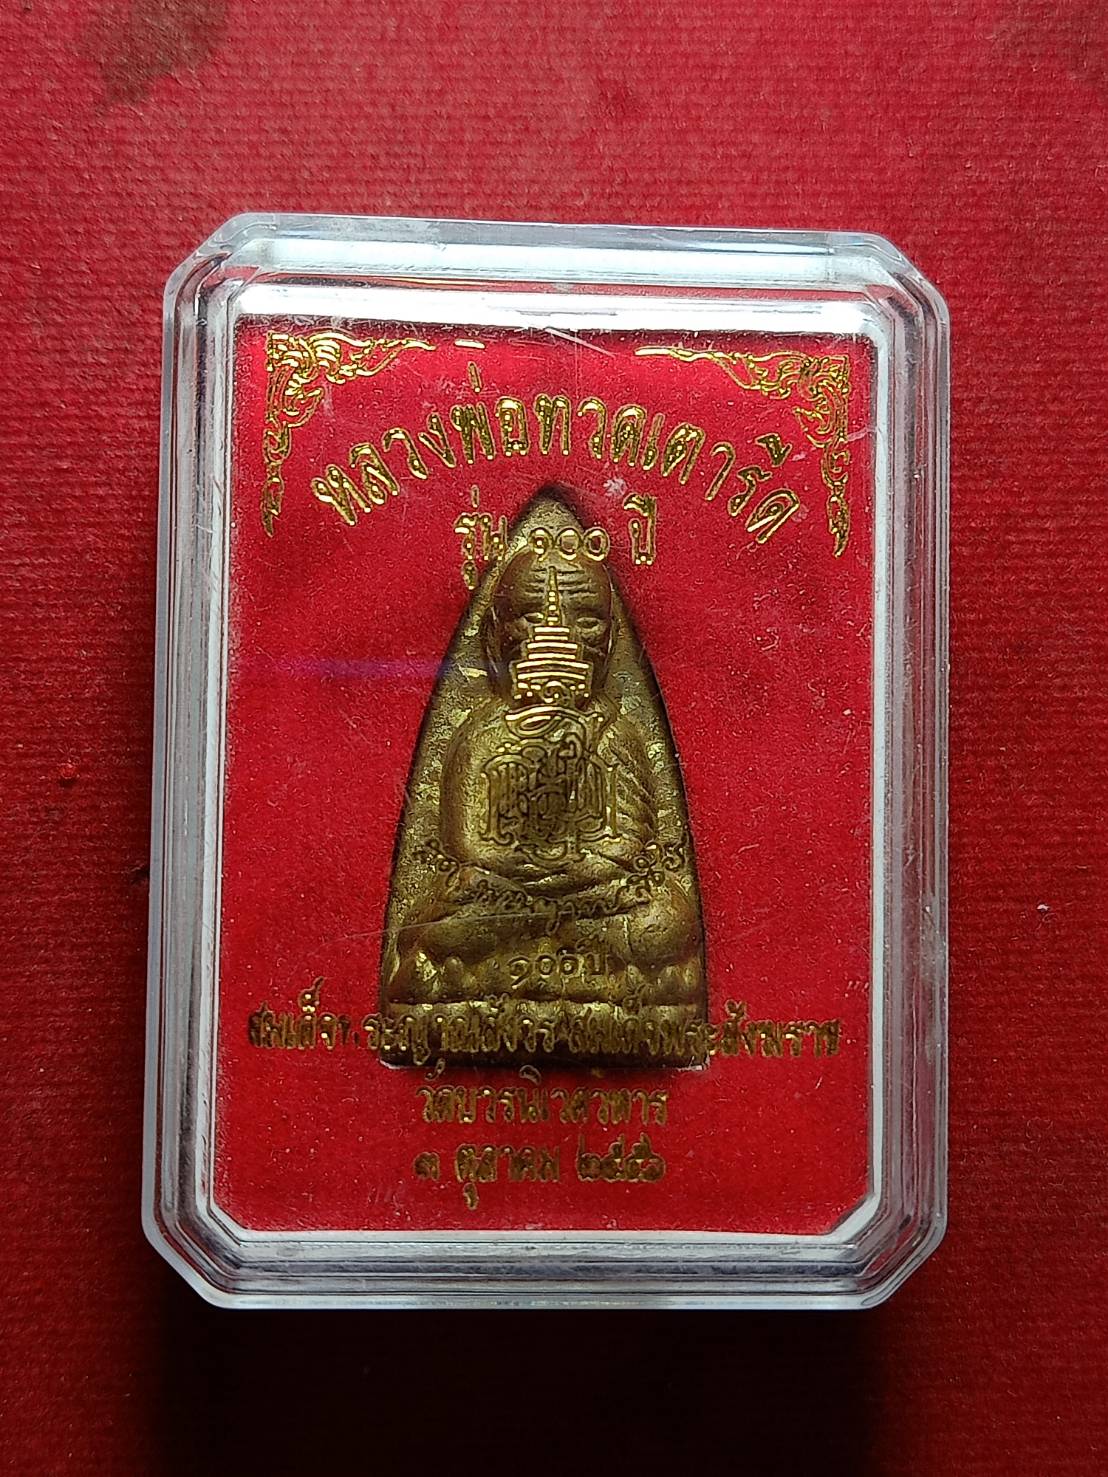 หลวงพ่อทวดเตารีด
รุ่น ๑๐๐ ปี
๑๐๐ปี
สมเด็จพระญาณสังวร สมเด็จพระสังฆราช
วัดบวรนิเวศวิหาร
๓ ตุลาคม ๒๕๕๖